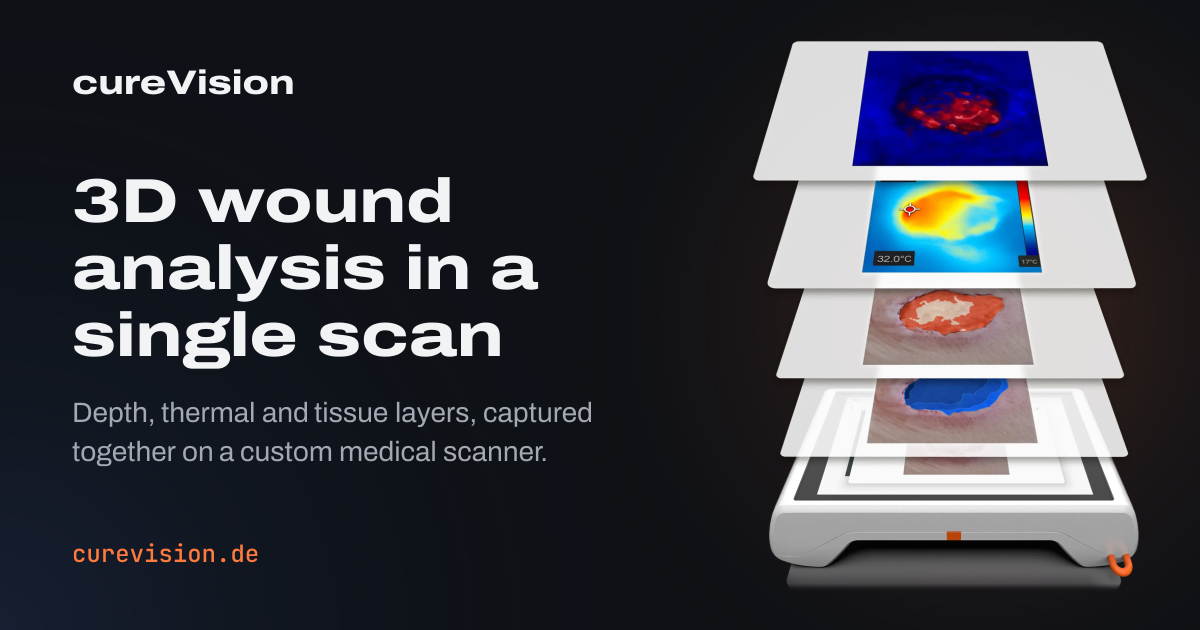 cureVision
3D wound
analysis in a
single scan
Depth, thermal and tissue layers, captured
together on a custom medical scanner.
curevision.de
32.0°C
17°C